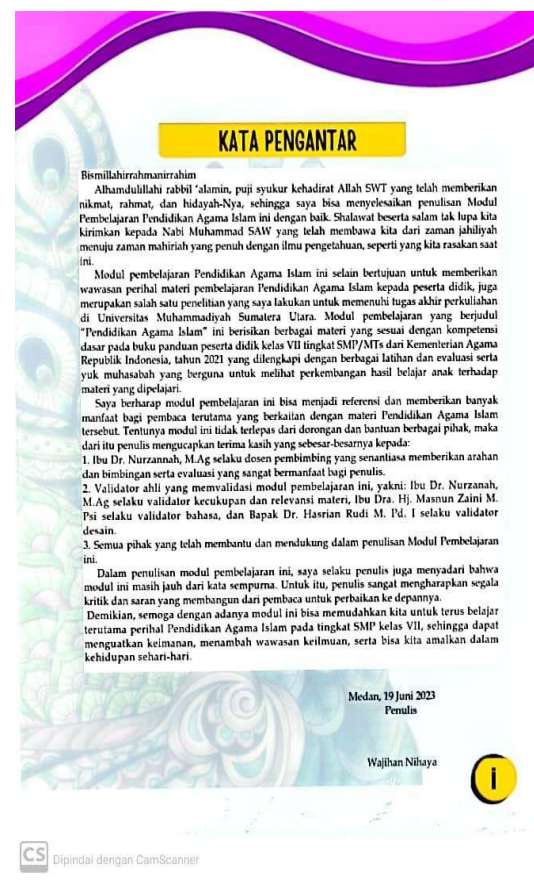 KATA PENGANTAR
Bismillahirrahmanirrahim
Alhamdulillahi rabbil ‘alamin, puji syukur kehadirat Allah SWT yang telah memberikan
nikmat, rahmat, dan hidayah-Nya, sehingga saya bisa menyelesaikan penulisan Modul
Pembelajaran Pendidikan Agama Islam ini dengan baik. Shalawat beserta salam tak lupa kita
kirimkan kepada Nabi Muhammad SAW yang telah membawa kita dari zaman jahiliyah
menuju zaman mahiriah yang penuh dengan ilmu pengetahuan, seperti yang kita rasakan saat
ini.
Modul pembelajaran Pendidikan Agama Islam ini selain bertujuan untuk memberikan
wawasan perihal materi pembelajaran Pendidikan Agama Islam kepada peserta didik, juga
merupakan salah satu penelitian yang saya lakukan untuk memenuhi tugas akhir perkuliahan
di Universitas Muhammadiyah Sumatera Utara. Modul pembelajaran yang berjudul
“Pendidikan Agama Islam” ini berisikan berbagai materi yang sesuai dengan kompetensi
dasar pada buku panduan peserta didik kelas VII tingkat SMP/MTs dari Kementerian Agama
Republik Indonesia, tahun 2021 yang dilengkapi dengan berbagai latihan dan evaluasi serta
yuk muhasabah yang berguna untuk melihat perkembangan hasil belajar anak terhadap
materi yang dipelajari.
Saya berharap modul pembelajaran ini bisa menjadi referensi dan memberikan banyak
manfaat bagi pembaca terutama yang berkaitan dengan materi Pendidikan Agama Islam
tersebut. Tentunya modul ini tidak terlepas dari dorongan dan bantuan berbagai pihak, maka
dari itu penulis mengucapkan terima kasih yang sebesar-besarnya kepada:
1. Ibu Dr. Nurzannah, M.Ag selaku dosen pembimbing yang senantiasa memberikan arahan
dan bimbingan serta evaluasi yang sangat bermanfaat bagi penulis.
2. Validator ahli yang memvalidasi modul pembelajaran ini, yakni: Ibu Dr. Nurzanah,
M.Ag selaku validator kecukupan dan relevansi materi, Ibu Dra. Hj. Masnun Zaini M.
Psi selaku validator bahasa, dan Bapak Dr. Hasrian Rudi M. Pd. I selaku validator
desain.
3. Semua pihak yang telah membantu dan mendukung dalam penulisan Modul Pembelajaran
ini.
Dalam penulisan modul pembelajaran ini, saya selaku penulis juga menyadari bahwa
modul ini masih jauh dari kata sempurna. Untuk itu, penulis sangat mengharapkan segala
kritik dan saran yang membangun dari pembaca untuk perbaikan ke depannya.
Demikian, semoga dengan adanya modul ini bisa memudahkan kita untuk terus belajar
terutama perihal Pendidikan Agama Islam pada tingkat SMP kelas VII, sehingga dapat
menguatkan keimanan, menambah wawasan keilmuan, serta bisa kita amalkan dalam
kehidupan sehari-hari.
Medan, 19 Juni 2023
Penulis
Wajihan Nihaya
i
CS Dipindai dengan CamScanner